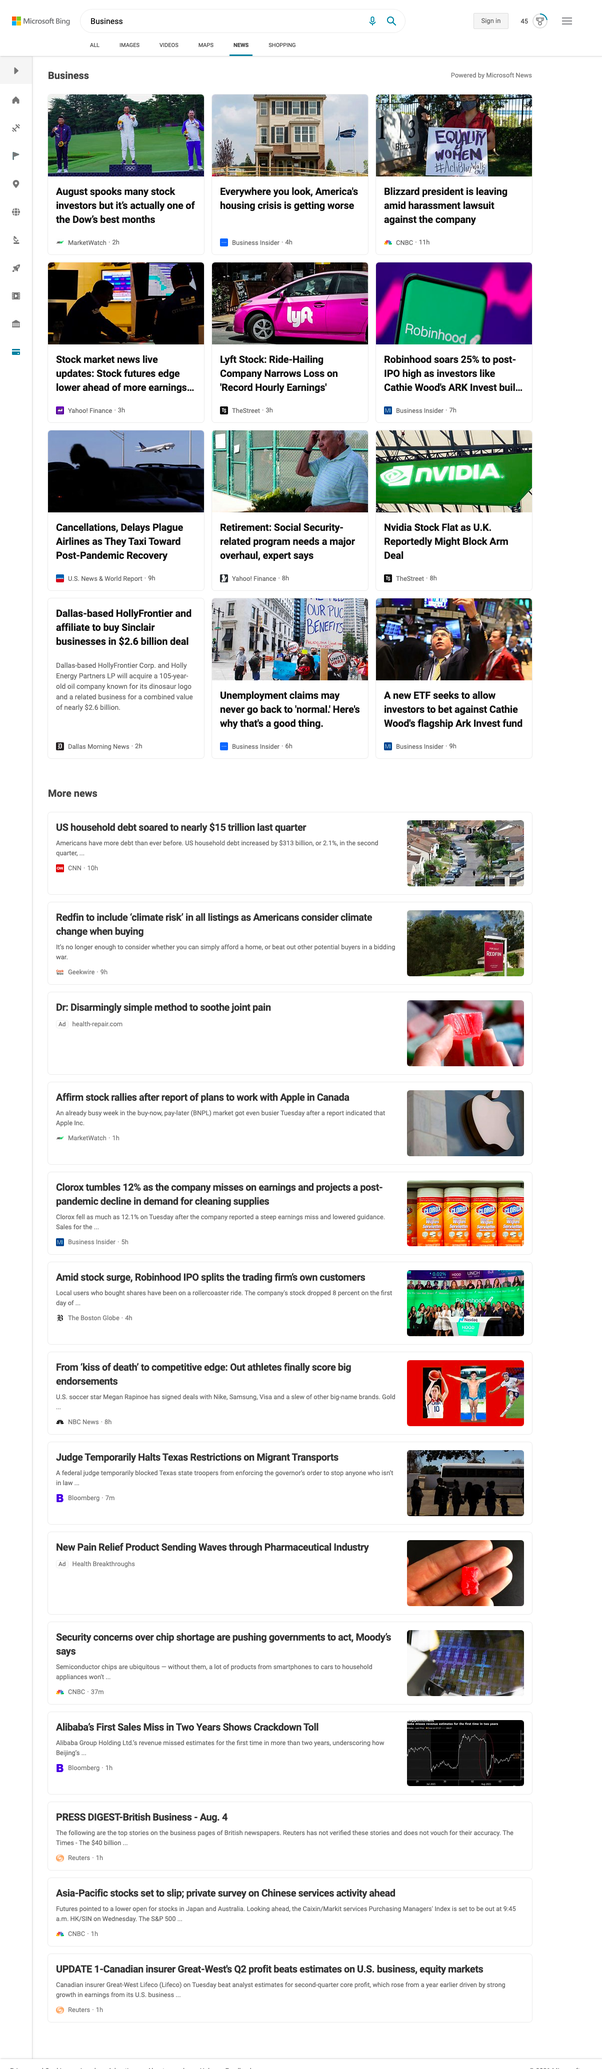 Microsoft Bing
Business
Sign in
45
ALL
IMAGES
VIDEOS
MAPS
NEWS
SHOPPING
Business
Powered by Microsoft News
August spooks many stock
investors but it's actually one of
the Dow's best months
MarketWatch · 2h
Everywhere you look, America's
housing crisis is getting worse
Business Insider · 4h
EQUALITY
WOMEN
Blizzard president is leaving
amid harassment lawsuit
against the company
CNBC · 11h
Stock market news live
updates: Stock futures edge
lower ahead of more earnings...
Yahoo! Finance · 3h
lyft
Lyft Stock: Ride-Hailing
Company Narrows Loss on
'Record Hourly Earnings'
TheStreet · 3h
Robinhood
Robinhood soars 25% to post-
IPO high as investors like
Cathie Wood's ARK Invest buil...
Business Insider · 7h
Cancellations, Delays Plague
Airlines as They Taxi Toward
Post-Pandemic Recovery
U.S. News & World Report · 9h
Retirement: Social Security-
related program needs a major
overhaul, expert says
Yahoo! Finance · 8h
NVIDIA.
Nvidia Stock Flat as U.K.
Reportedly Might Block Arm
Deal
TheStreet · 8h
Dallas-based HollyFrontier and
affiliate to buy Sinclair
businesses in $2.6 billion deal
Dallas-based HollyFrontier Corp. and Holly
Energy Partners LP will acquire a 105-year-
old oil company known for its dinosaur logo
and a related business for a combined value
of nearly $2.6 billion.
Dallas Morning News · 2h
OUR PUC
BENEFITS
Unemployment claims may
never go back to 'normal.' Here's
why that's a good thing.
Business Insider · 6h
A new ETF seeks to allow
investors to bet against Cathie
Wood's flagship Ark Invest fund
Business Insider · 9h
More news
US household debt soared to nearly $15 trillion last quarter
Americans have more debt than ever before. US household debt increased by $313 billion, or 2.1%, in the second
quarter, ...
CNN · 10h
Redfin to include 'climate risk' in all listings as Americans consider climate
change when buying
It's no longer enough to consider whether you can simply afford a home, or beat out other potential buyers in a bidding
war.
Geekwire · 9h
REDFIN
Dr: Disarmingly simple method to soothe joint pain
Ad health-repair.com
Affirm stock rallies after report of plans to work with Apple in Canada
An already busy week in the buy-now, pay-later (BNPL) market got even busier Tuesday after a report indicated that
Apple Inc.
MarketWatch · 1h
Clorox tumbles 12% as the company misses on earnings and projects a post-
pandemic decline in demand for cleaning supplies
Clorox fell as much as 12.1% on Tuesday after the company reported a steep earnings miss and lowered guidance.
Sales for the ...
Business Insider · 5h
CLOROX CLOROX CLOROX CLOROX
Amid stock surge, Robinhood IPO splits the trading firm's own customers
Local users who bought shares have been on a rollercoaster ride. The company's stock dropped 8 percent on the first
day of ...
The Boston Globe · 4h
Robinhood
From 'kiss of death' to competitive edge: Out athletes finally score big
endorsements
U.S. soccer star Megan Rapinoe has signed deals with Nike, Samsung, Visa and a slew of other big-name brands. Gold
...
NBC News · 8h
Judge Temporarily Halts Texas Restrictions on Migrant Transports
A federal judge temporarily blocked Texas state troopers from enforcing the governor's order to stop anyone who isn't
in law ...
Bloomberg · 7m
New Pain Relief Product Sending Waves through Pharmaceutical Industry
Ad Health Breakthroughs
Security concerns over chip shortage are pushing governments to act, Moody's
says
Semiconductor chips are ubiquitous — without them, a lot of products from smartphones to cars to household
appliances won't ...
CNBC · 37m
Alibaba's First Sales Miss in Two Years Shows Crackdown Toll
Alibaba Group Holding Ltd.'s revenue missed estimates for the first time in more than two years, underscoring how
Beijing's ...
Bloomberg · 1h
PRESS DIGEST-British Business - Aug. 4
The following are the top stories on the business pages of British newspapers. Reuters has not verified these stories and does not vouch for their accuracy. The
Times - The $40 billion ...
Reuters · 1h
Asia-Pacific stocks set to slip; private survey on Chinese services activity ahead
Futures pointed to a lower open for stocks in Japan and Australia. Looking ahead, the Caixin/Markit services Purchasing Managers' Index is set to be out at 9:45
a.m. HK/SIN on Wednesday. The S&P 500 ...
CNBC · 1h
UPDATE 1-Canadian insurer Great-West's Q2 profit beats estimates on U.S. business, equity markets
Canadian insurer Great-West Lifeco (Lifeco) on Tuesday beat analyst estimates for second-quarter core profit, which rose from a year earlier driven by strong
growth in earnings from its U.S. business ...
Reuters · 1h